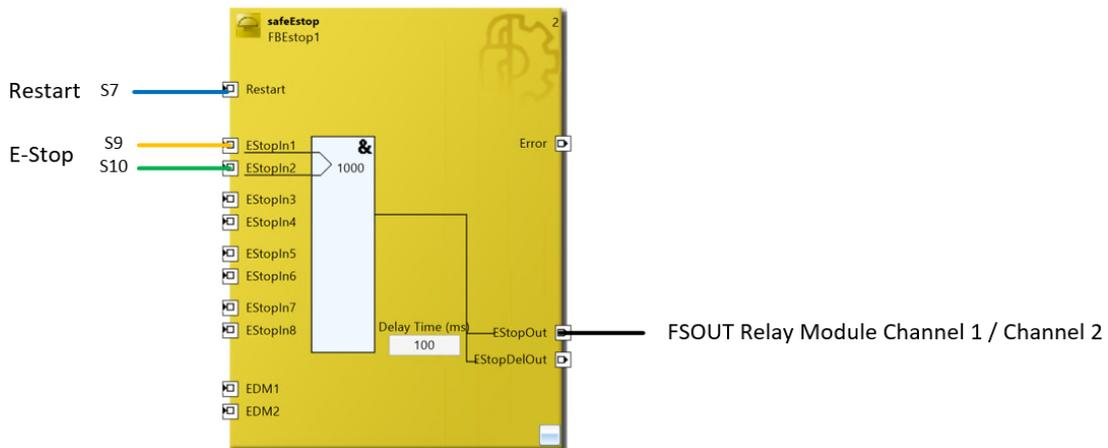 safeEstop
FBEstop1
2
Restart S7
Restart
E-Stop
S9
S10
EStopIn1
EStopIn2
&
1000
Error
EStopIn3
EStopIn4
EStopIn5
EStopIn6
EStopIn7
EStopIn8
Delay Time (ms)
100
EStopOut
FSOUT Relay Module Channel 1 / Channel 2
EStopDelOut
EDM1
EDM2